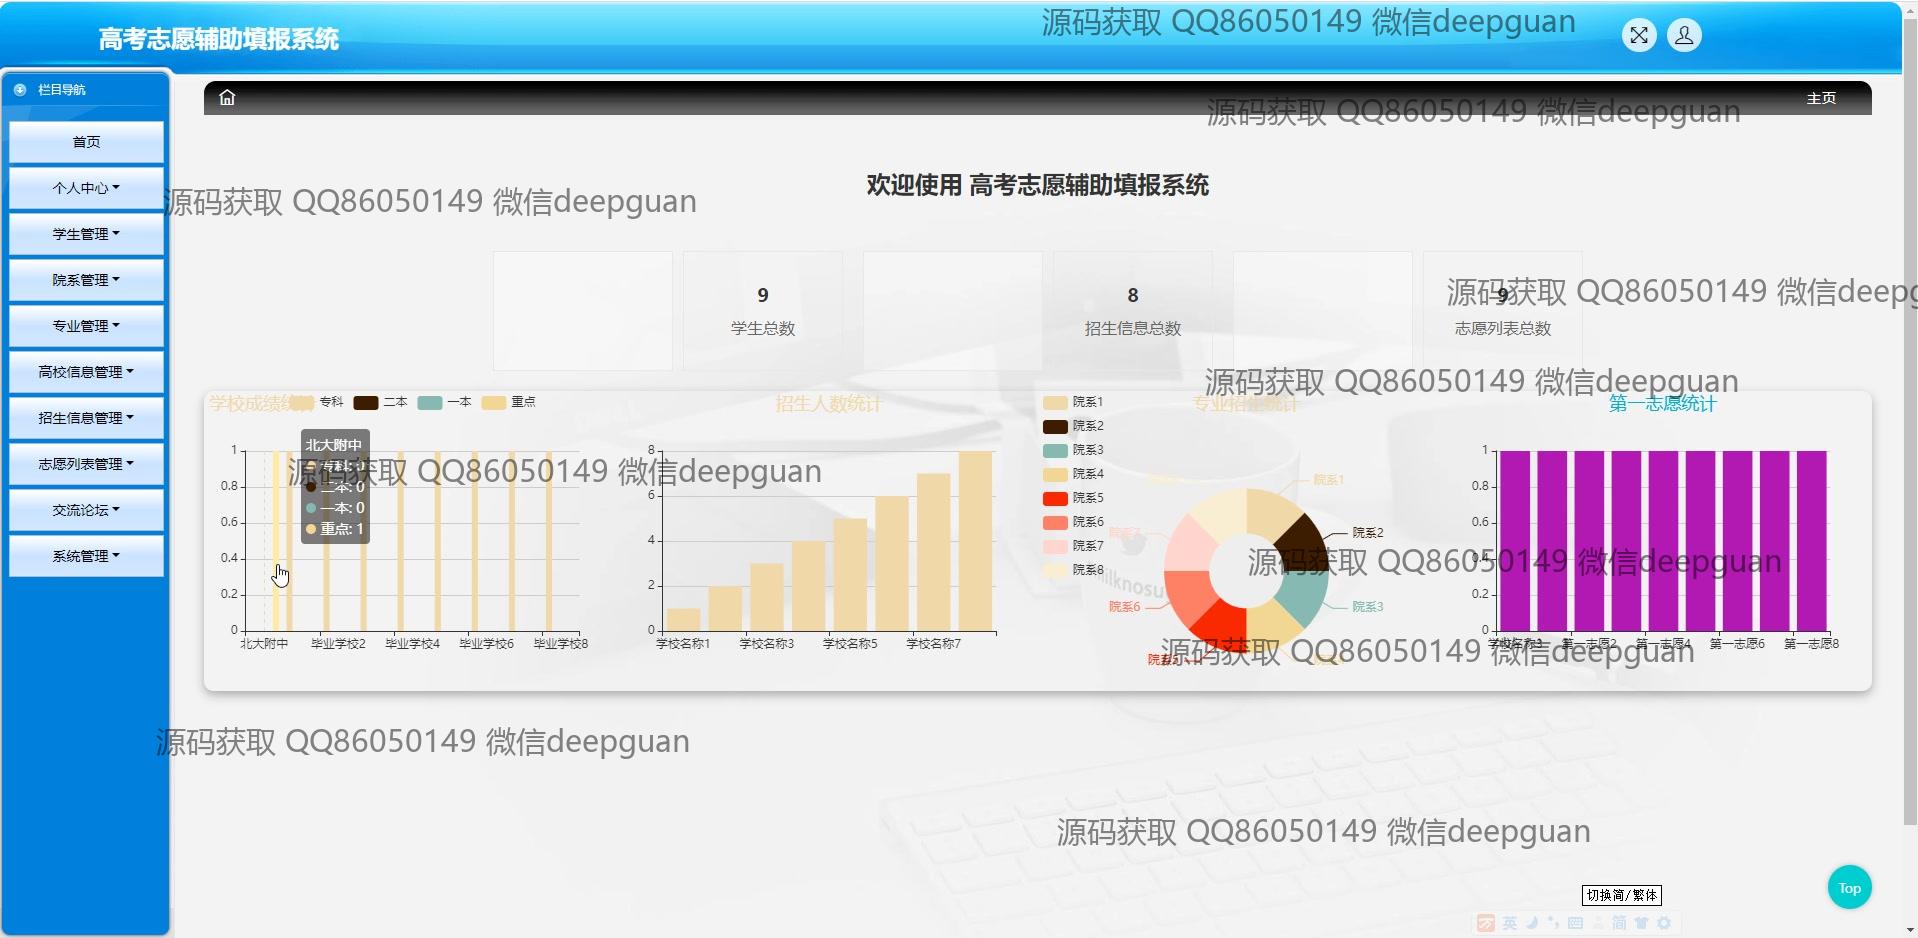 高考志愿辅助填报系统
源码获取 QQ86050149 微信deepguan
栏目导航
首页
个人中心
学生管理
院系管理
专业管理
高校信息管理
招生信息管理
志愿列表管理
交流论坛
系统管理
主页
源码获取 QQ86050149 微信deepguan
源码获取 QQ86050149 微信deepguan
欢迎使用 高考志愿辅助填报系统
9
学生总数
8
招生信息总数
9
志愿列表总数
源码获取 QQ86050149 微信deepg
源码获取 QQ86050149 微信deepguan
学校成绩统计
专科 二本 一本 重点
1
0.8
0.6
0.4
0.2
0
北大附中
专科: 0
二本: 0
一本: 0
重点: 1
北大附中 毕业学校2 毕业学校4 毕业学校6 毕业学校8
源码获取 QQ86050149 微信deepguan
招生人数统计
8
6
4
2
0
学校名称1 学校名称3 学校名称5 学校名称7
专业招生统计
院系1
院系2
院系3
院系4
院系5
院系6
院系7
院系8
院系1
院系2
院系3
院系5
院系6
院系7
milknosu
源码获取 QQ86050149 微信deepguan
源码获取 QQ86050149 微信deepguan
第一志愿统计
1
0.8
0.6
0.4
0.2
0
学校名称3 第一志愿2 第一志愿4 第一志愿6 第一志愿8
源码获取 QQ86050149 微信deepguan
源码获取 QQ86050149 微信deepguan
Top
切换简/繁体
英
简